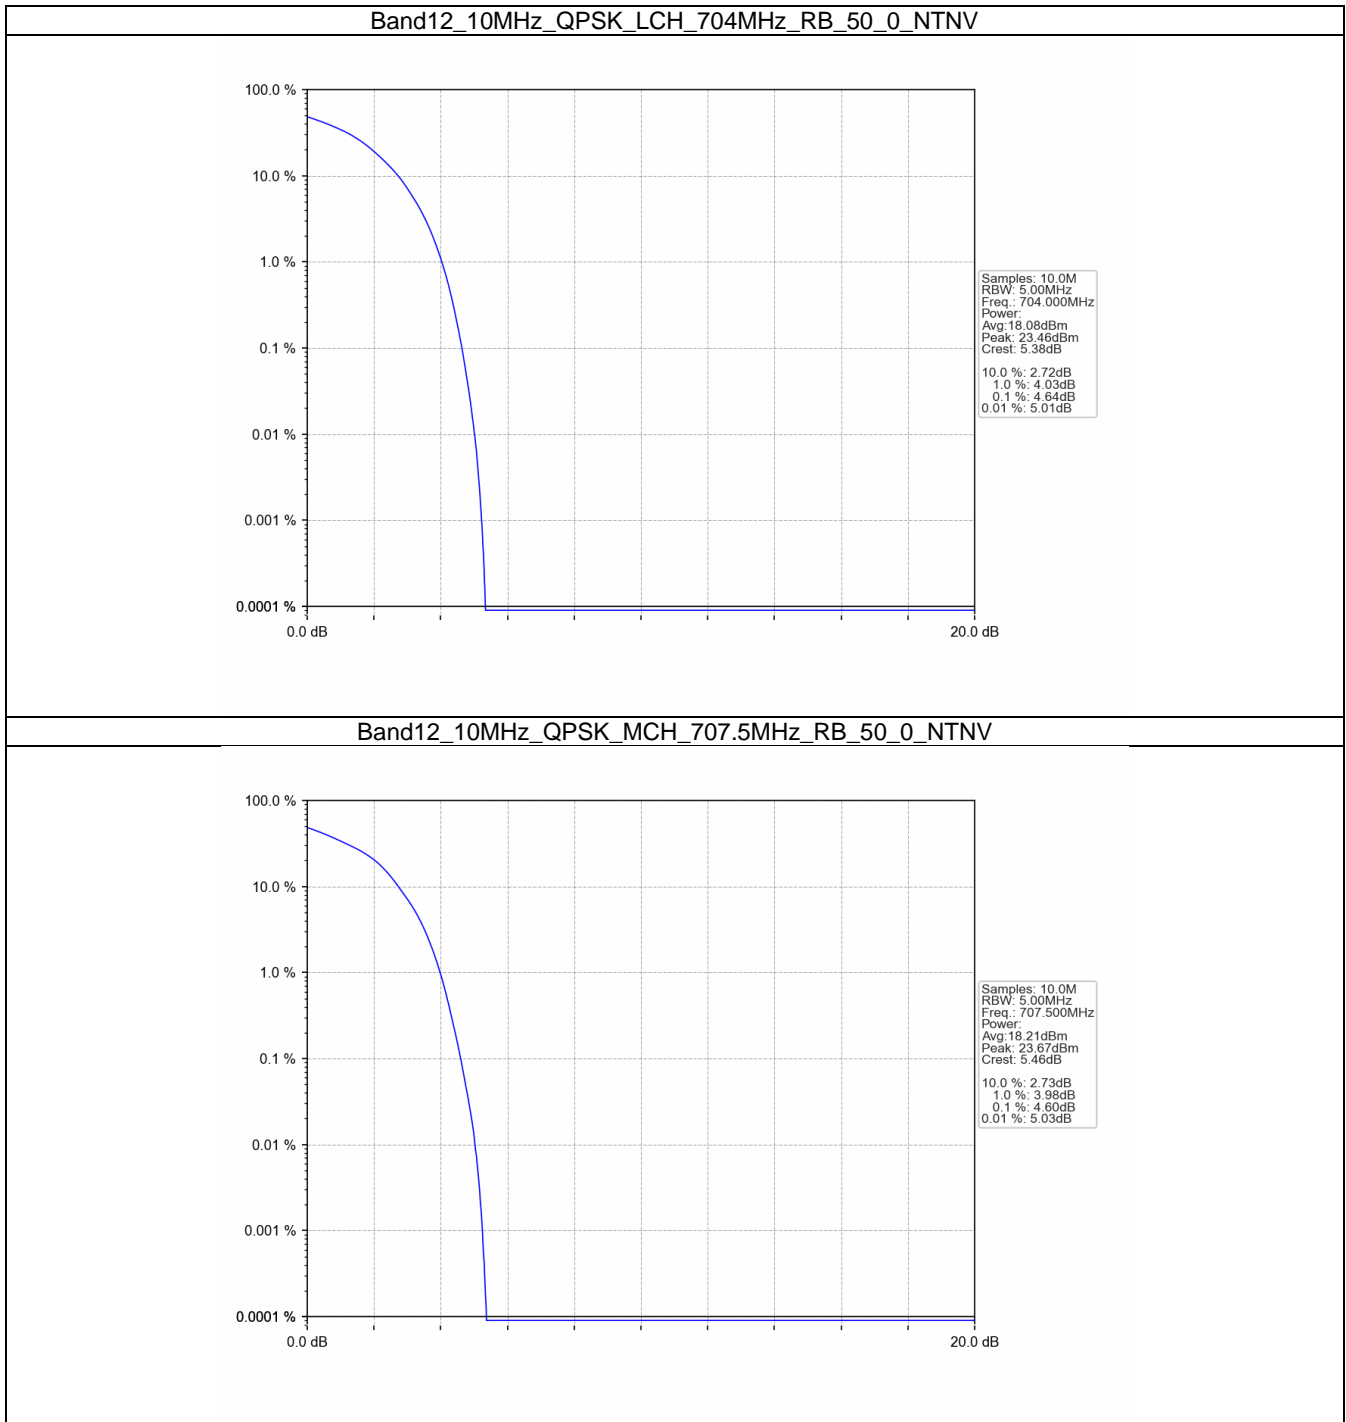 Band12_10MHz_QPSK_LCH_704MHz_RB_50_0_NTNV
100.0 %
10.0 %
1.0 %
0.1 %
0.01 %
0.001 %
0.0001 %
0.0 dB
20.0 dB
Samples: 10.0M
RBW: 5.00MHz
Freq.: 704.000MHz
Power:
Avg:18.08dBm
Peak: 23.46dBm
Crest: 5.38dB
10.0 %: 2.72dB
1.0 %: 4.03dB
0.1 %: 4.64dB
0.01 %: 5.01dB
Band12_10MHz_QPSK_MCH_707.5MHz_RB_50_0_NTNV
100.0 %
10.0 %
1.0 %
0.1 %
0.01 %
0.001 %
0.0001 %
0.0 dB
20.0 dB
Samples: 10.0M
RBW: 5.00MHz
Freq.: 707.500MHz
Power:
Avg:18.21dBm
Peak: 23.67dBm
Crest: 5.46dB
10.0 %: 2.73dB
1.0 %: 3.98dB
0.1 %: 4.60dB
0.01 %: 5.03dB